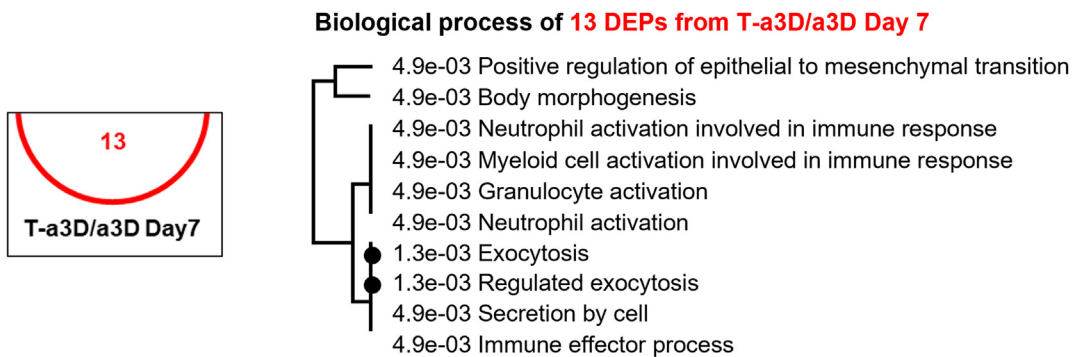 Biological process of 13 DEPs from T-a3D/a3D Day 7
13
T-a3D/a3D Day7
4.9e-03 Positive regulation of epithelial to mesenchymal transition
4.9e-03 Body morphogenesis
4.9e-03 Neutrophil activation involved in immune response
4.9e-03 Myeloid cell activation involved in immune response
4.9e-03 Granulocyte activation
4.9e-03 Neutrophil activation
1.3e-03 Exocytosis
1.3e-03 Regulated exocytosis
4.9e-03 Secretion by cell
4.9e-03 Immune effector process